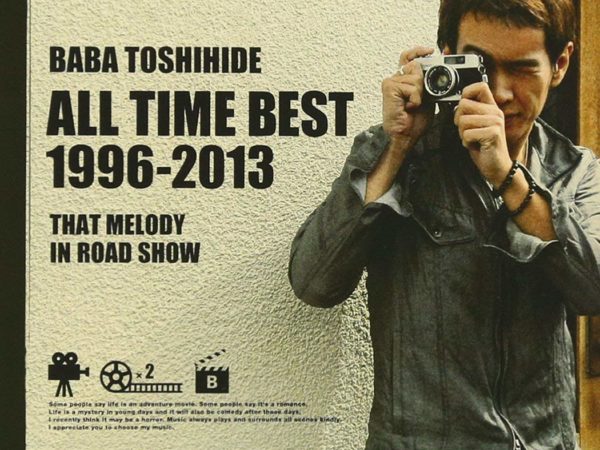 BABA TOSHIHIDE
ALL TIME BEST
1996-2013
THAT MELODY
IN ROAD SHOW
× 2
B
Some people say life is an adventure movie. Some people say it's a romance.
Life is a mystery in young days and it will also be comedy after those days.
I recently think it may be a horror. Music always plays and surrounds all scenes kindly.
I appreciate you to choose my music.